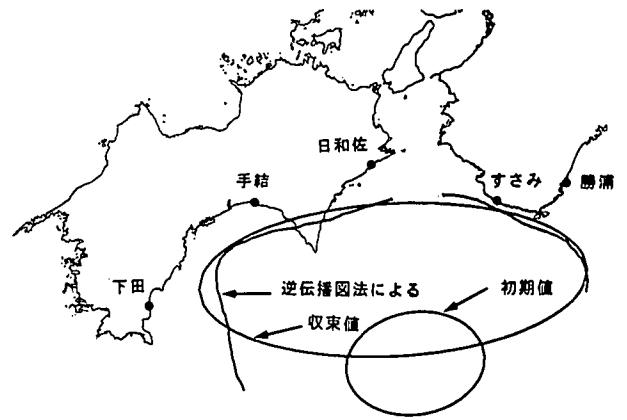 日和佐
手結
すさみ
勝浦
下田
逆伝播図法による
初期値
収束値